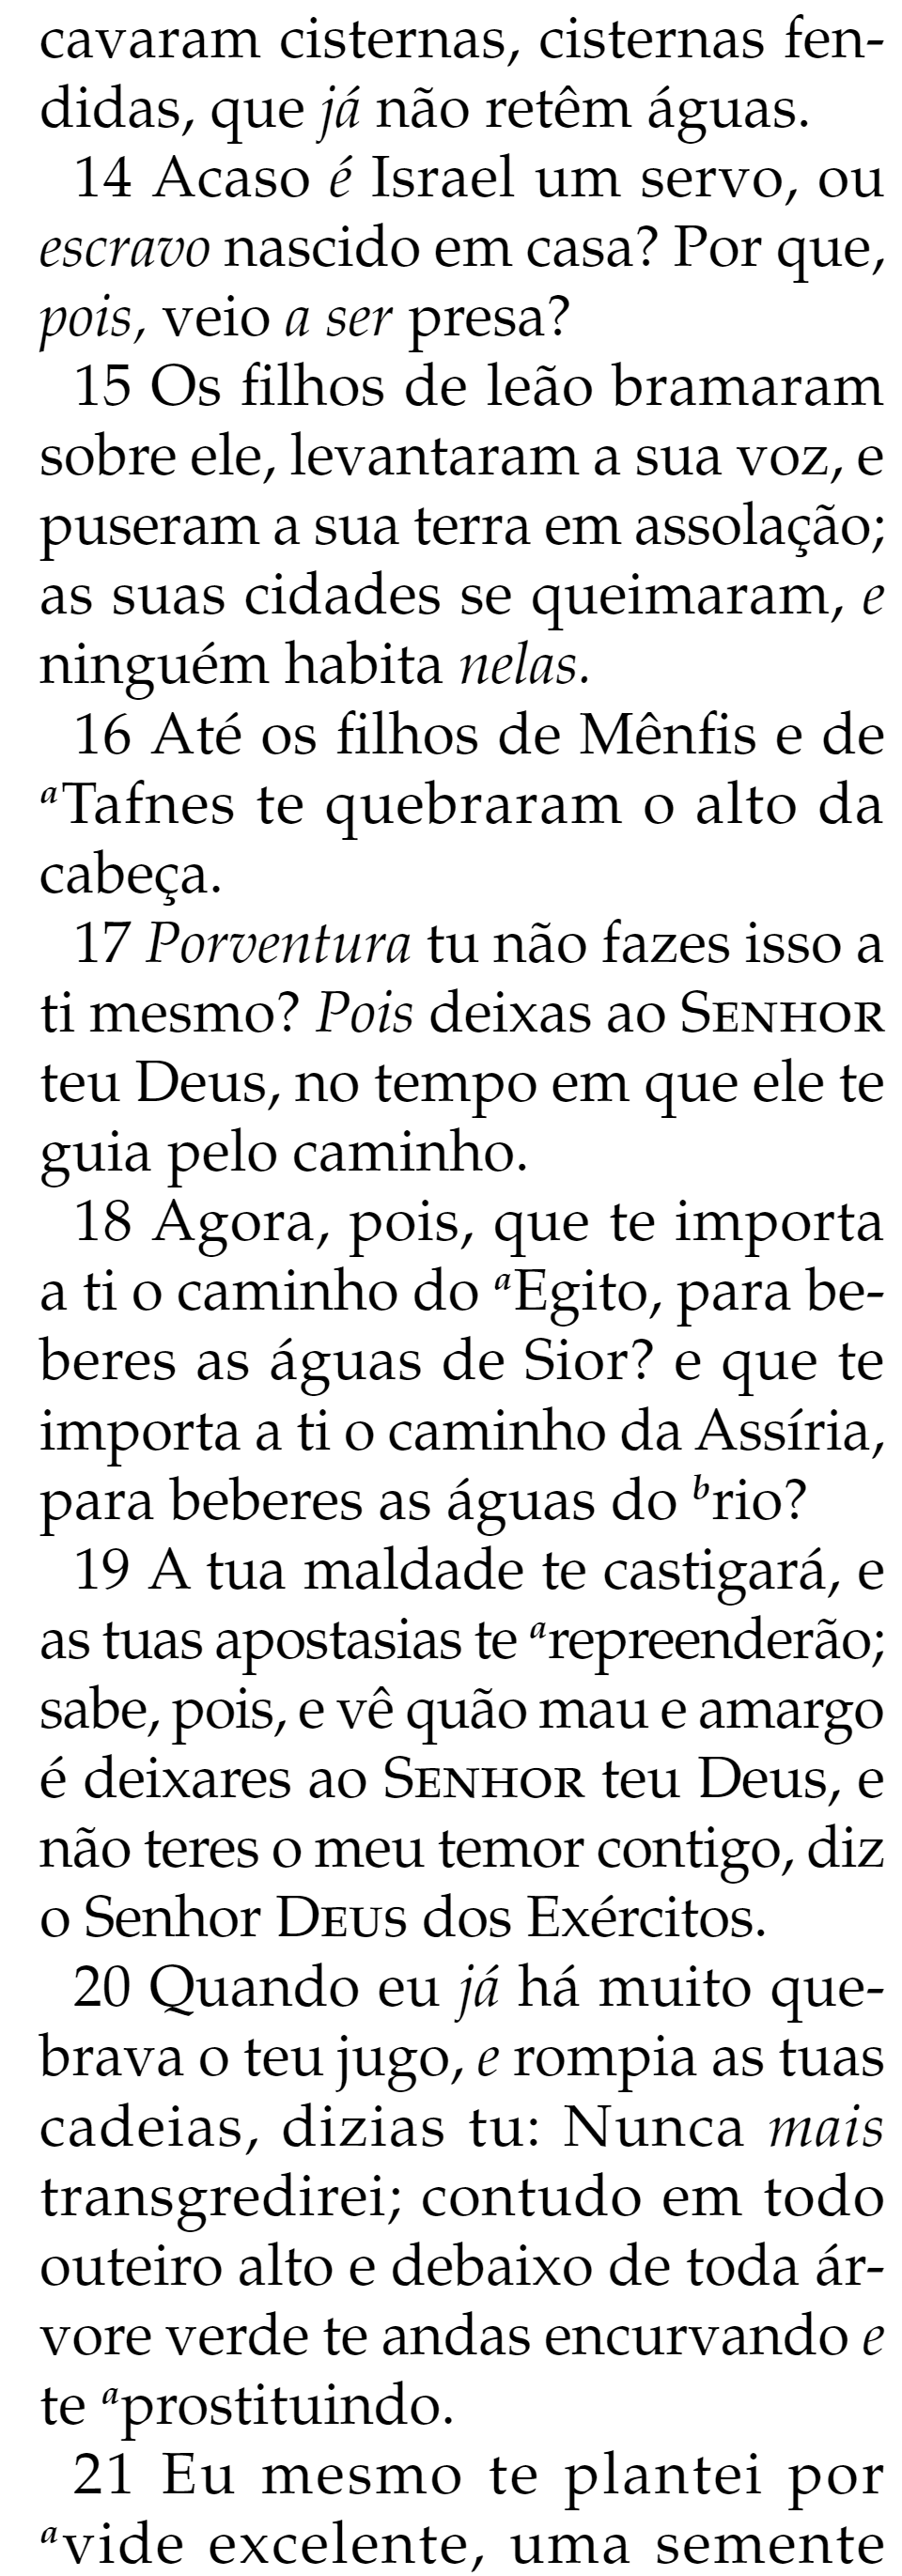 cavaram cisternas, cisternas fen-
didas, que já não retêm águas.
14 Acaso é Israel um servo, ou
escravo nascido em casa? Por que,
pois, veio a ser presa?
15 Os filhos de leão bramaram
sobre ele, levantaram a sua voz, e
puseram a sua terra em assolação;
as suas cidades se queimaram, e
ninguém habita nelas.
16 Até os filhos de Mênfis e de
aTafnes te quebraram o alto da
cabeça.
17 Porventura tu não fazes isso a
ti mesmo? Pois deixas ao SENHOR
teu Deus, no tempo em que ele te
guia pelo caminho.
18 Agora, pois, que te importa
a ti o caminho do aEgito, para be-
beres as águas de Sior? e que te
importa a ti o caminho da Assíria,
para beberes as águas do brio?
19 A tua maldade te castigará, e
as tuas apostasias te arepreenderão;
sabe, pois, e vê quão mau e amargo
é deixares ao SENHOR teu Deus, e
não teres o meu temor contigo, diz
o Senhor DEUS dos Exércitos.
20 Quando eu já há muito que-
brava o teu jugo, e rompia as tuas
cadeias, dizias tu: Nunca mais
transgredirei; contudo em todo
outeiro alto e debaixo de toda ár-
vore verde te andas encurvando e
te aprostituindo.
21 Eu mesmo te plantei por
avide excelente, uma semente